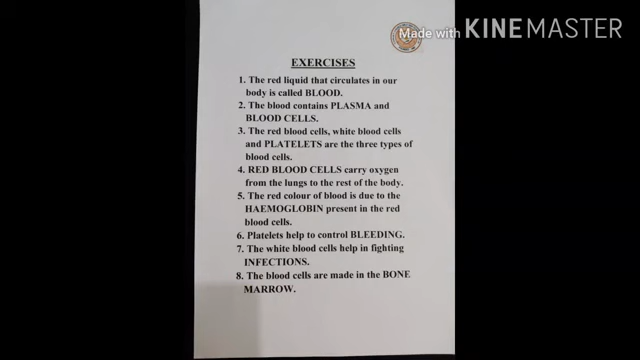 Made with KINEMASTER
EXERCISES
1. The red liquid that circulates in our
body is called BLOOD.
2. The blood contains PLASMA and
BLOOD CELLS.
3. The red blood cells, white blood cells
and PLATELETS are the three types of
blood cells.
4. RED BLOOD CELLS carry oxygen
from the lungs to the rest of the body.
5. The red colour of blood is due to the
HAEMOGLOBIN present in the red
blood cells.
6. Platelets help to control BLEEDING.
7. The white blood cells help in fighting
INFECTIONS.
8. The blood cells are made in the BONE
MARROW.